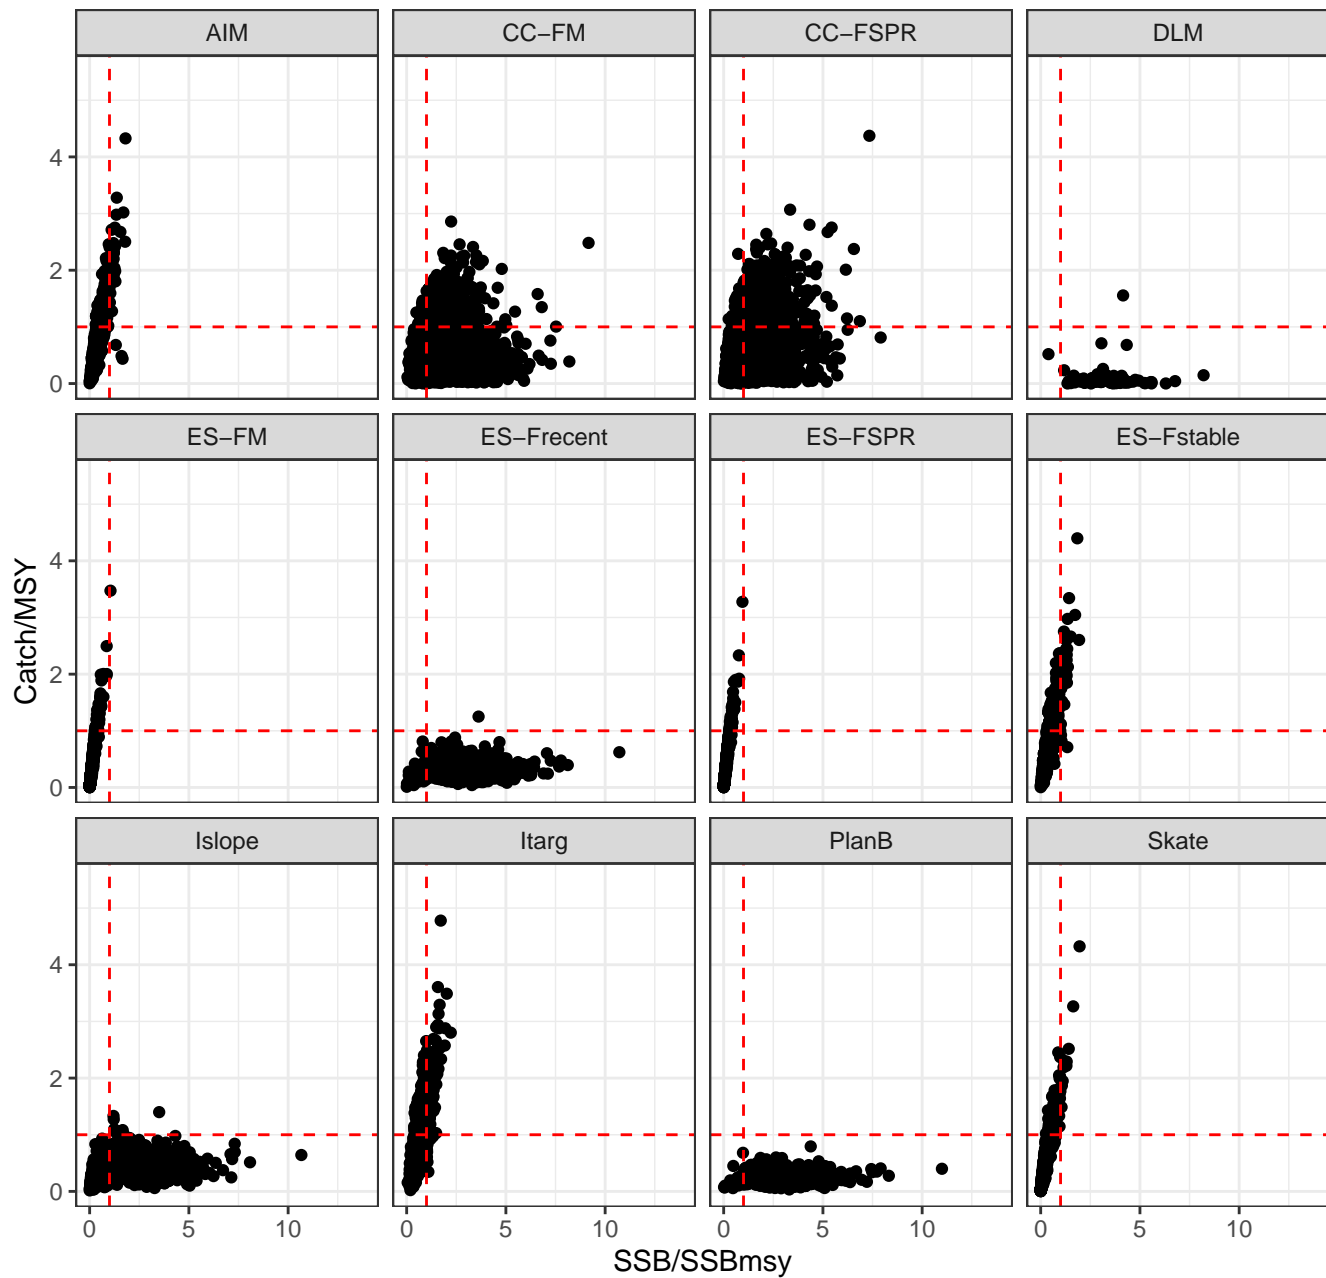 AIM CC−FM CC−FSPR DLM
4
2
0
ES−FM ES−Frecent ES−FSPR ES−Fstable
4
2
0
Islope Itarg PlanB Skate
4
2
0
0 5 10 0 5 10 0 5 10 0 5 10
SSB/SSBmsy
Catch/MSY